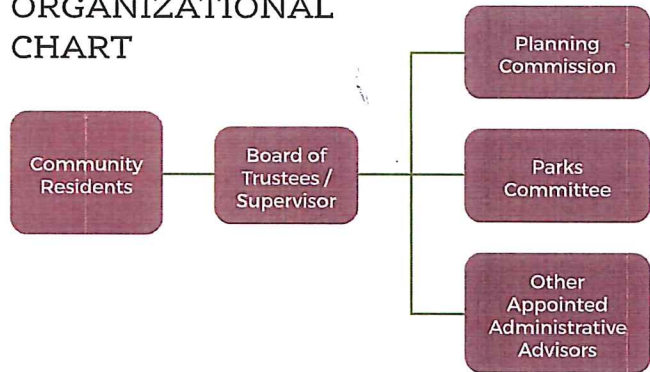 ORGANIZATIONAL
CHART
Community
Residents
Board of
Trustees /
Supervisor
Planning
Commission
Parks
Committee
Other
Appointed
Administrative
Advisors